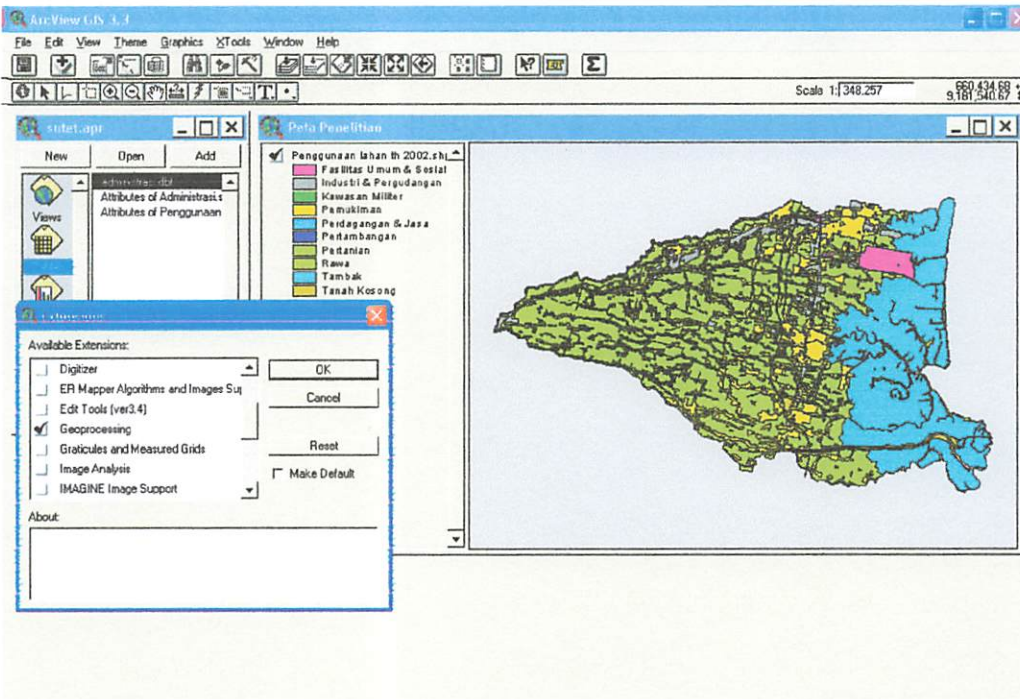 ArcView GIS 3.3
File Edit View Theme Graphics XTools Window Help
Scale 1: 348.257
660,434.68
9,181,540.67
sutet.apr
New Open Add
Views
administrasi.dbf
Attributes of Administrasi.s
Attributes of Penggunaan
Peta Penelitian
Penggunaan lahan th 2002.shp
Fasilitas Umum & Sosial
Industri & Pergudangan
Kawasan Militer
Pemukiman
Perdagangan & Jasa
Pertambangan
Pertanian
Rawa
Tambak
Tanah Kosong
Extensions
Available Extensions:
Digitizer
ER Mapper Algorithms and Images Sup
Edit Tools (ver3.4)
Geoprocessing
Graticules and Measured Grids
Image Analysis
IMAGINE Image Support
OK
Cancel
Reset
Make Default
About: